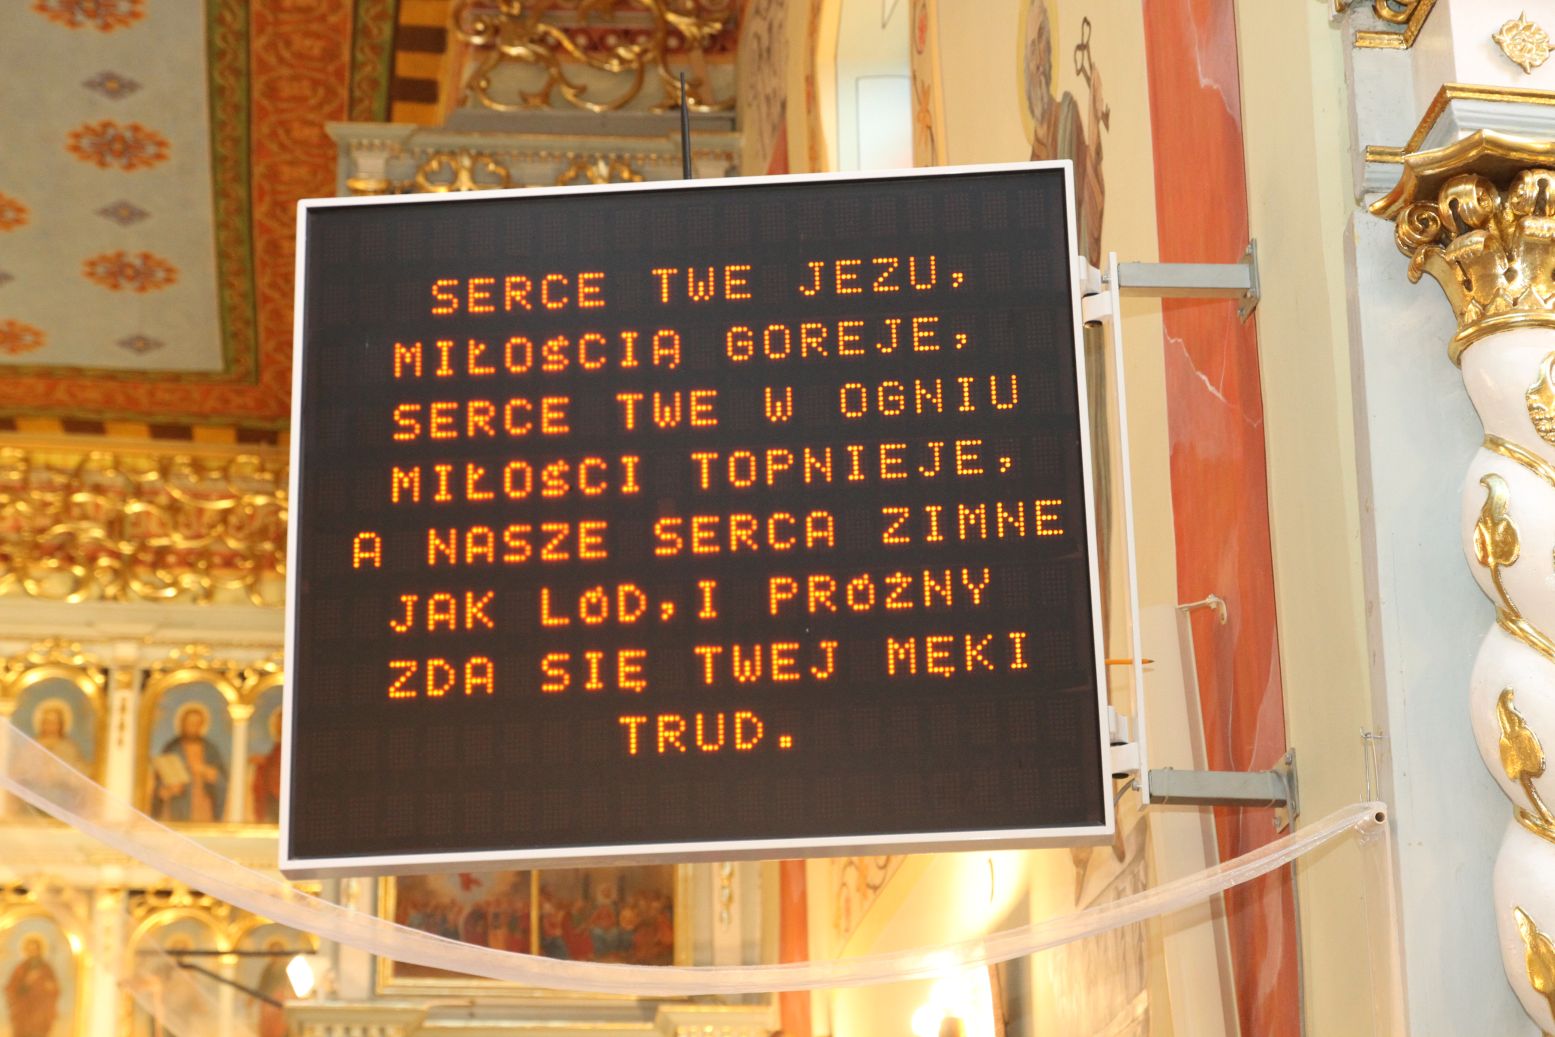 SERCE TWE JEZU,
MIŁOŚCIĄ GOREJE,
SERCE TWE W OGNIU
MIŁOŚCI TOPNIEJE,
A NASZE SERCA ZIMNE
JAK LÓD, I PRÓŻNY
ZDA SIĘ TWEJ MĘKI
TRUD.